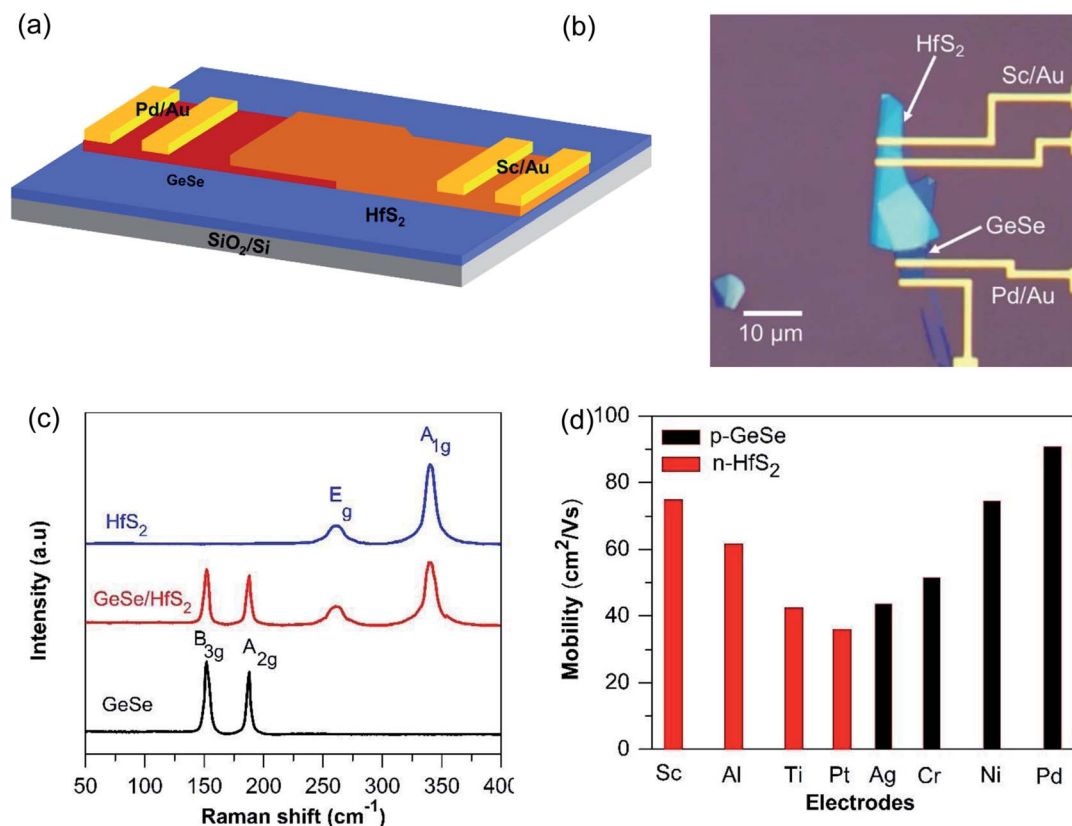 (a)
Pd/Au
Sc/Au
GeSe
HfS₂
SiO₂/Si
(b)
HfS₂
Sc/Au
GeSe
Pd/Au
10 µm
(c)
A₁g
E_g
HfS₂
GeSe/HfS₂
B₃g
A₂g
GeSe
Intensity (a.u)
50 100 150 200 250 300 350 400
Raman shift (cm⁻¹)
(d)
100
80
60
40
20
0
p-GeSe
n-HfS₂
Mobility (cm²/Vs)
Sc Al Ti Pt Ag Cr Ni Pd
Electrodes